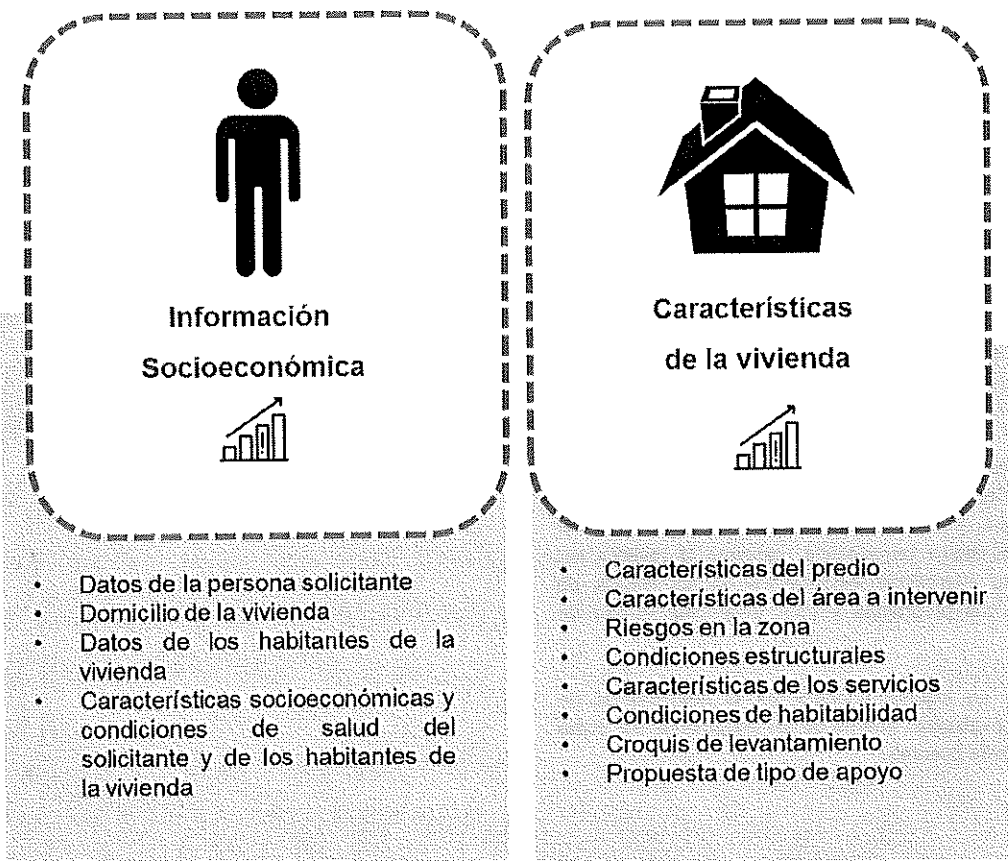 Información
Socioeconómica
• Datos de la persona solicitante
• Domicilio de la vivienda
• Datos de los habitantes de la
vivienda
• Características socioeconómicas y
condiciones de salud del
solicitante y de los habitantes de
la vivienda
Características
de la vivienda
• Características del predio
• Características del área a intervenir
• Riesgos en la zona
• Condiciones estructurales
• Características de los servicios
• Condiciones de habitabilidad
• Croquis de levantamiento
• Propuesta de tipo de apoyo